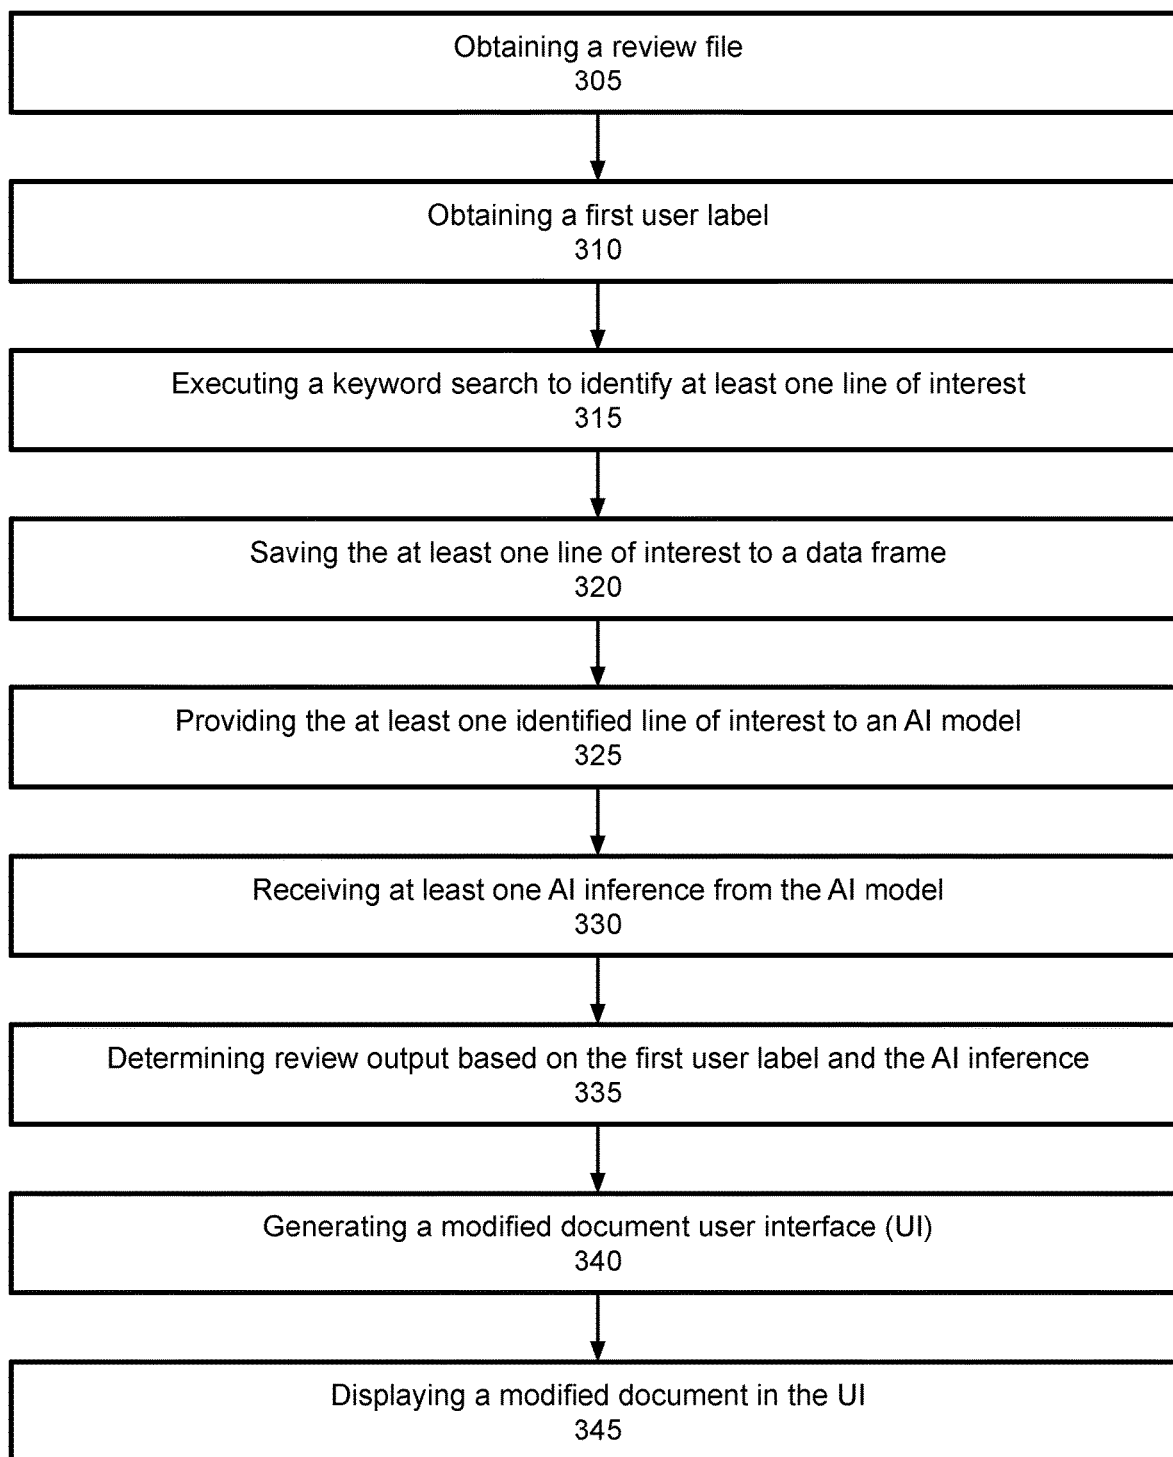 Obtaining a review file
305
Obtaining a first user label
310
Executing a keyword search to identify at least one line of interest
315
Saving the at least one line of interest to a data frame
320
Providing the at least one identified line of interest to an AI model
325
Receiving at least one AI inference from the AI model
330
Determining review output based on the first user label and the AI inference
335
Generating a modified document user interface (UI)
340
Displaying a modified document in the UI
345